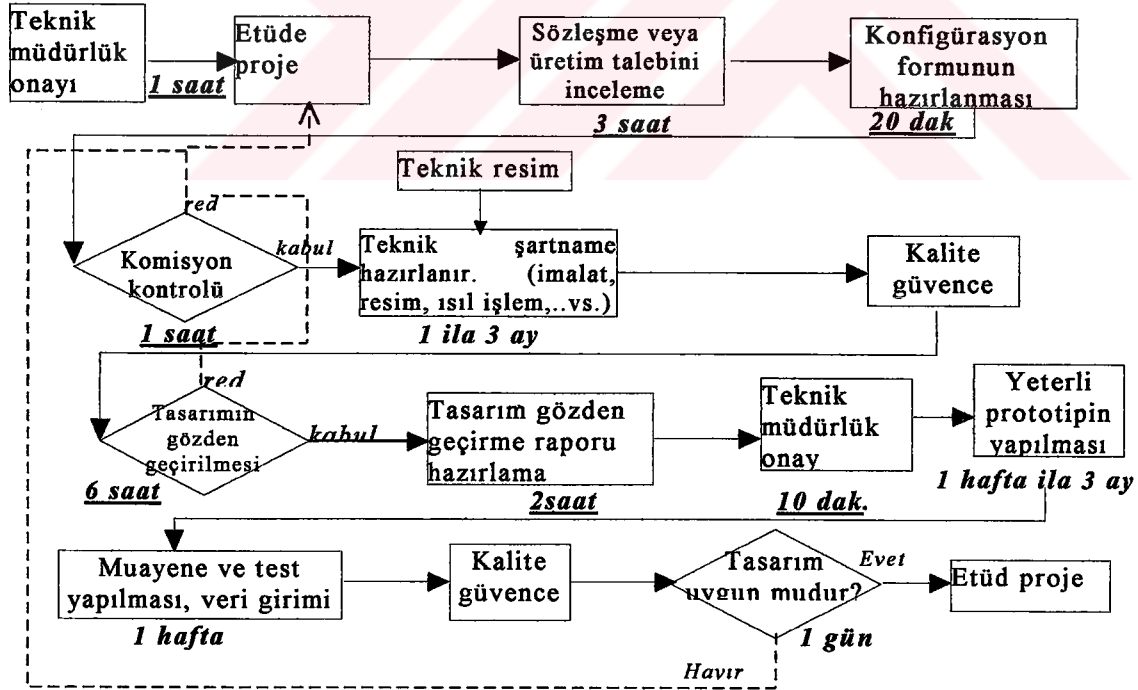 Teknik
müdürlük
onayı
1 saat
Etüde
proje
Sözleşme veya
üretim talebini
inceleme
3 saat
Konfigürasyon
formunun
hazırlanması
20 dak
Teknik resim
red
Komisyon
kontrolü
kabul
1 saat
Teknik şartname
hazırlanır. (imalat,
resim, ısıl işlem,..vs.)
1 ila 3 ay
Kalite
güvence
red
Tasarımın
gözden
geçirilmesi
kabul
6 saat
Tasarım gözden
geçirme raporu
hazırlama
2saat
Teknik
müdürlük
onay
10 dak.
Yeterli
prototipin
yapılması
1 hafta ila 3 ay
Muayene ve test
yapılması, veri girimi
1 hafta
Kalite
güvence
Tasarım
uygun mudur?
Evet
1 gün
Etüd proje
Hayır